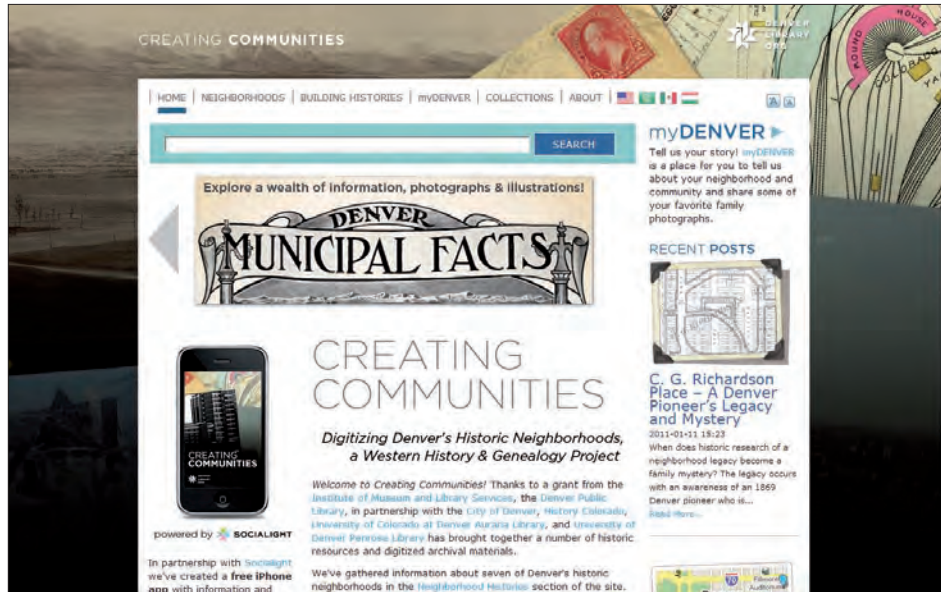 CREATING COMMUNITIES
DENVER
LIBRARY
ORG
ROUND HOUSE
COLORADO
HOME | NEIGHBORHOODS | BUILDING HISTORIES | myDENVER | COLLECTIONS | ABOUT |
A A
SEARCH
Explore a wealth of information, photographs & illustrations!
DENVER
MUNICIPAL FACTS
CREATING
COMMUNITIES
Digitizing Denver's Historic Neighborhoods,
a Western History & Genealogy Project
Welcome to Creating Communities! Thanks to a grant from the
Institute of Museum and Library Services, the Denver Public
Library, in partnership with the City of Denver, History Colorado,
University of Colorado at Denver Auraria Library, and University of
Denver Penrose Library has brought together a number of historic
resources and digitized archival materials.
We've gathered information about seven of Denver's historic
neighborhoods in the Neighborhood Histories section of the site.
CREATING
COMMUNITIES
powered by SOCIALIGHT
In partnership with Socialight
we've created a free iPhone
app with information and
myDENVER
Tell us your story! myDENVER
is a place for you to tell us
about your neighborhood and
community and share some of
your favorite family
photographs.
RECENT POSTS
C. G. Richardson
Place – A Denver
Pioneer's Legacy
and Mystery
2011-01-11 15:23
When does historic research of a
neighborhood legacy become a
family mystery? The legacy occurs
with an awareness of an 1869
Denver pioneer who is...
Read More...
70
Fillmore
Auditorium